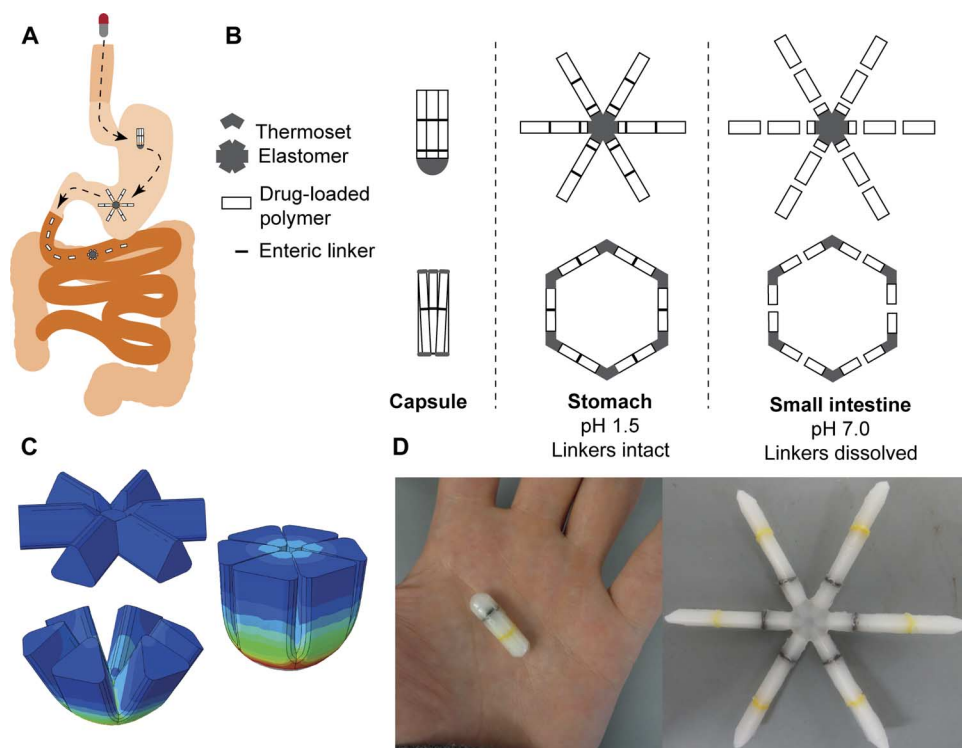 A
B
Thermoset
Elastomer
Drug-loaded
polymer
Enteric linker
Capsule
Stomach
pH 1.5
Linkers intact
Small intestine
pH 7.0
Linkers dissolved
C
D